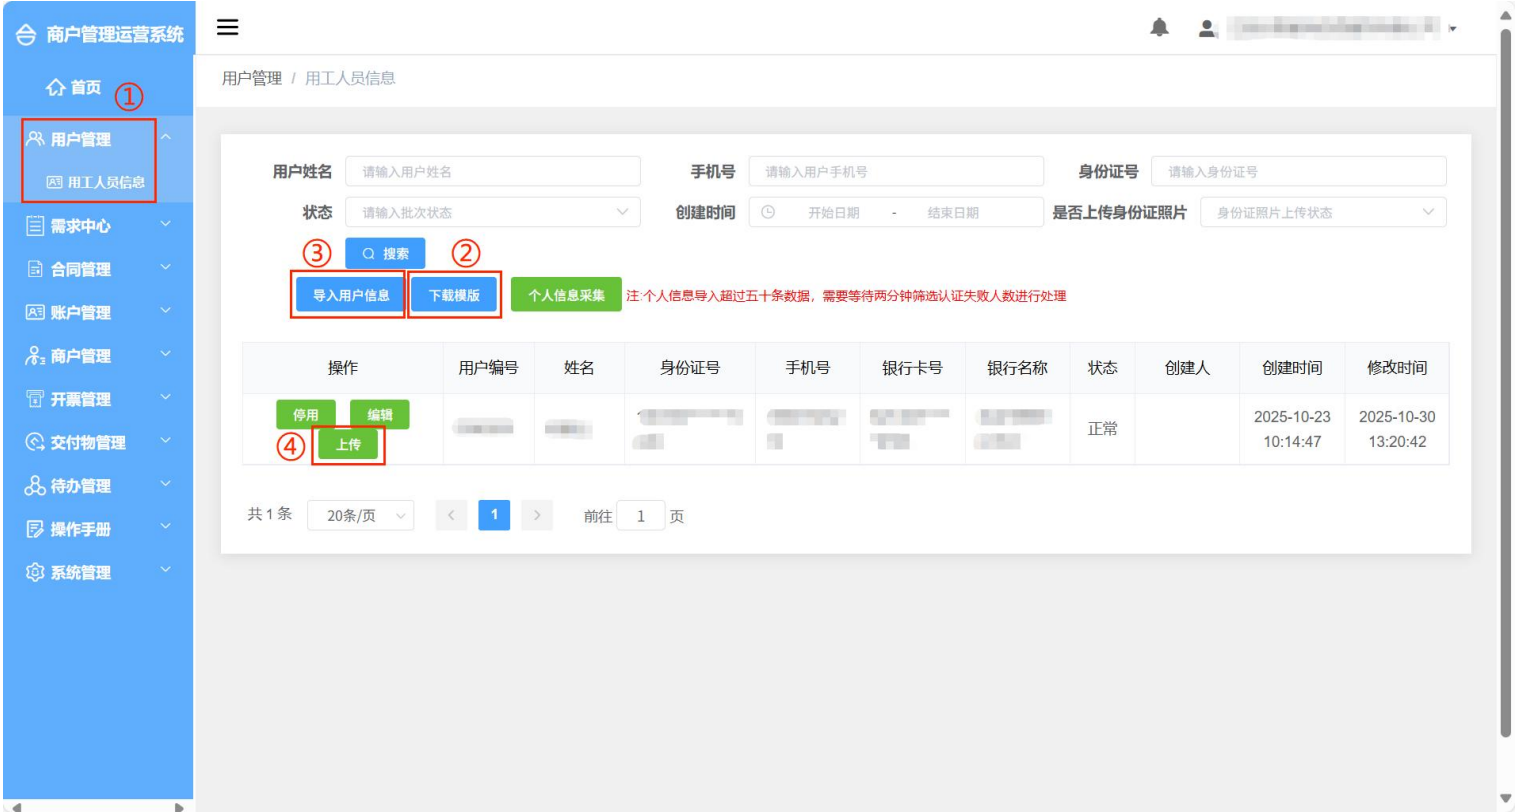 商户管理运营系统
首页
①
用户管理
用工人员信息
需求中心
合同管理
账户管理
商户管理
开票管理
交付物管理
待办管理
操作手册
系统管理
用户管理 / 用工人员信息
用户姓名 请输入用户姓名 手机号 请输入用户手机号 身份证号 请输入身份证号
状态 请输入批次状态 创建时间 开始日期 - 结束日期 是否上传身份证照片 身份证照片上传状态
③ 搜索 ②
导入用户信息 下载模版 个人信息采集 注:个人信息导入超过五十条数据，需要等待两分钟筛选认证失败人数进行处理
操作 用户编号 姓名 身份证号 手机号 银行卡号 银行名称 状态 创建人 创建时间 修改时间
停用 编辑 正常 2025-10-23 2025-10-30
④ 上传 10:14:47 13:20:42
共 1 条 20条/页 < 1 > 前往 1 页